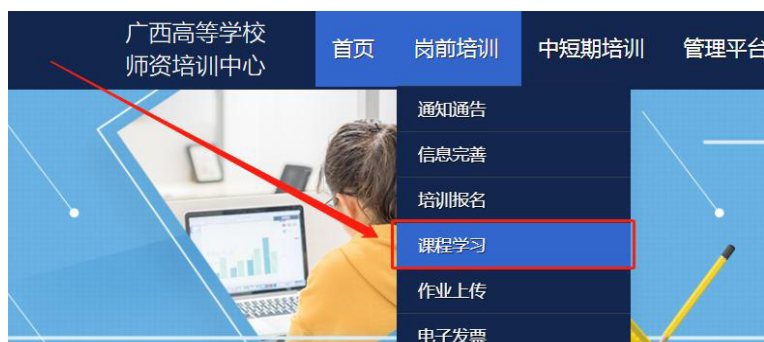 广西高等学校
师资培训中心
首页
岗前培训
中短期培训
管理平台
通知通告
信息完善
培训报名
课程学习
作业上传
电子发票